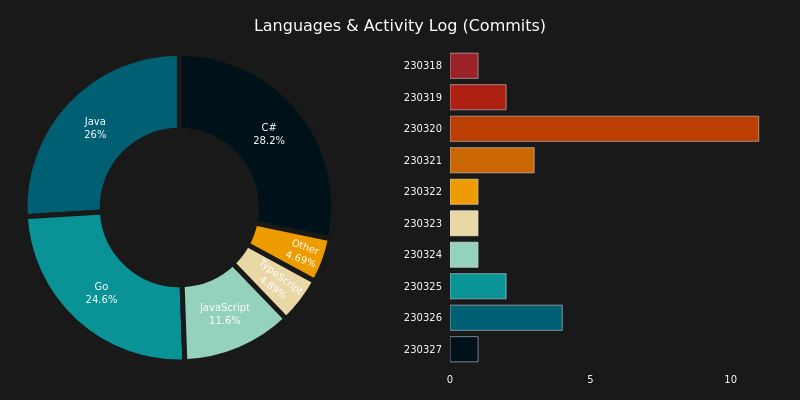 Languages & Activity Log (Commits)
Java
26%
C#
28.2%
Other
4.69%
TypeScript
4.89%
Go
24.6%
JavaScript
11.6%
230318
230319
230320
230321
230322
230323
230324
230325
230326
230327
0 5 10